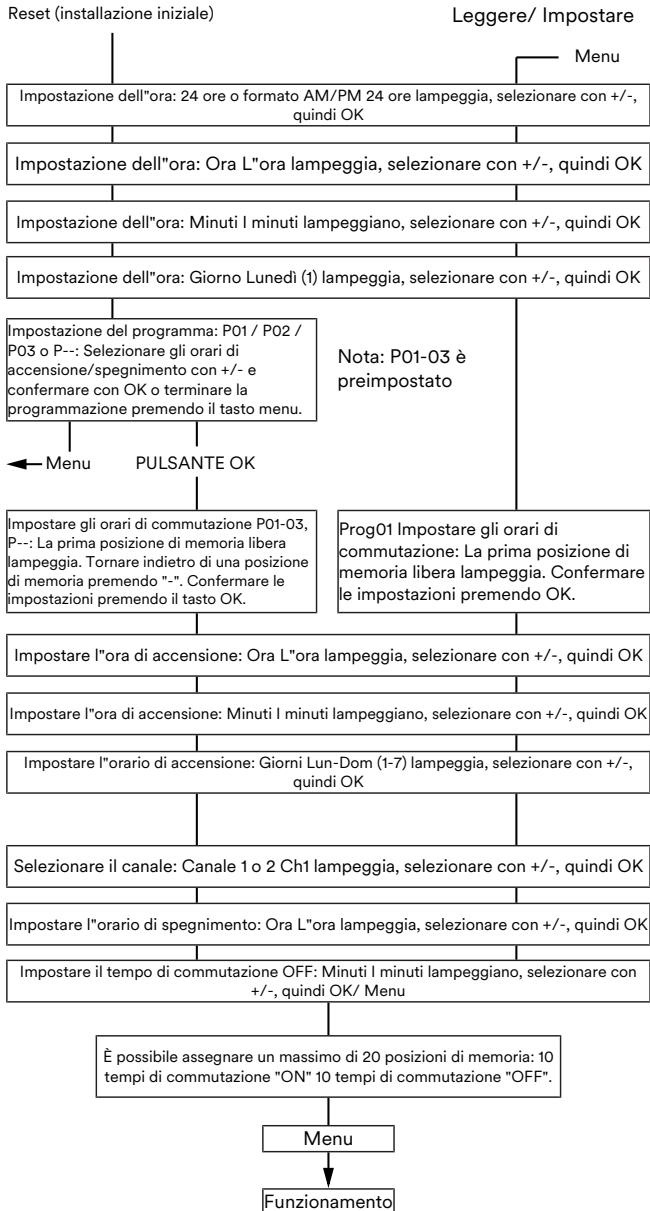 Reset (installazione iniziale)
Leggere/ Impostare
Menu
Impostazione dell"ora: 24 ore o formato AM/PM 24 ore lampeggia, selezionare con +/-,
quindi OK
Impostazione dell"ora: Ora L"ora lampeggia, selezionare con +/-, quindi OK
Impostazione dell"ora: Minuti I minuti lampeggiano, selezionare con +/-, quindi OK
Impostazione dell"ora: Giorno Lunedì (1) lampeggia, selezionare con +/-, quindi OK
Impostazione del programma: P01 / P02 /
P03 o P--: Selezionare gli orari di
accensione/spegnimento con +/- e
confermare con OK o terminare la
programmazione premendo il tasto menu.
Nota: P01-03 è
preimpostato
Menu
PULSANTE OK
Impostare gli orari di commutazione P01-03,
P--: La prima posizione di memoria libera
lampeggia. Tornare indietro di una posizione
di memoria premendo "-". Confermare le
impostazioni premendo il tasto OK.
Prog01 Impostare gli orari di
commutazione: La prima posizione di
memoria libera lampeggia. Confermare
le impostazioni premendo OK.
Impostare l"ora di accensione: Ora L"ora lampeggia, selezionare con +/-, quindi OK
Impostare l"ora di accensione: Minuti I minuti lampeggiano, selezionare con +/-, quindi OK
Impostare l"orario di accensione: Giorni Lun-Dom (1-7) lampeggia, selezionare con +/-,
quindi OK
Selezionare il canale: Canale 1 o 2 Ch1 lampeggia, selezionare con +/-, quindi OK
Impostare l"orario di spegnimento: Ora L"ora lampeggia, selezionare con +/-, quindi OK
Impostare il tempo di commutazione OFF: Minuti I minuti lampeggiano, selezionare con
+/-, quindi OK/ Menu
È possibile assegnare un massimo di 20 posizioni di memoria: 10
tempi di commutazione "ON" 10 tempi di commutazione "OFF".
Menu
Funzionamento